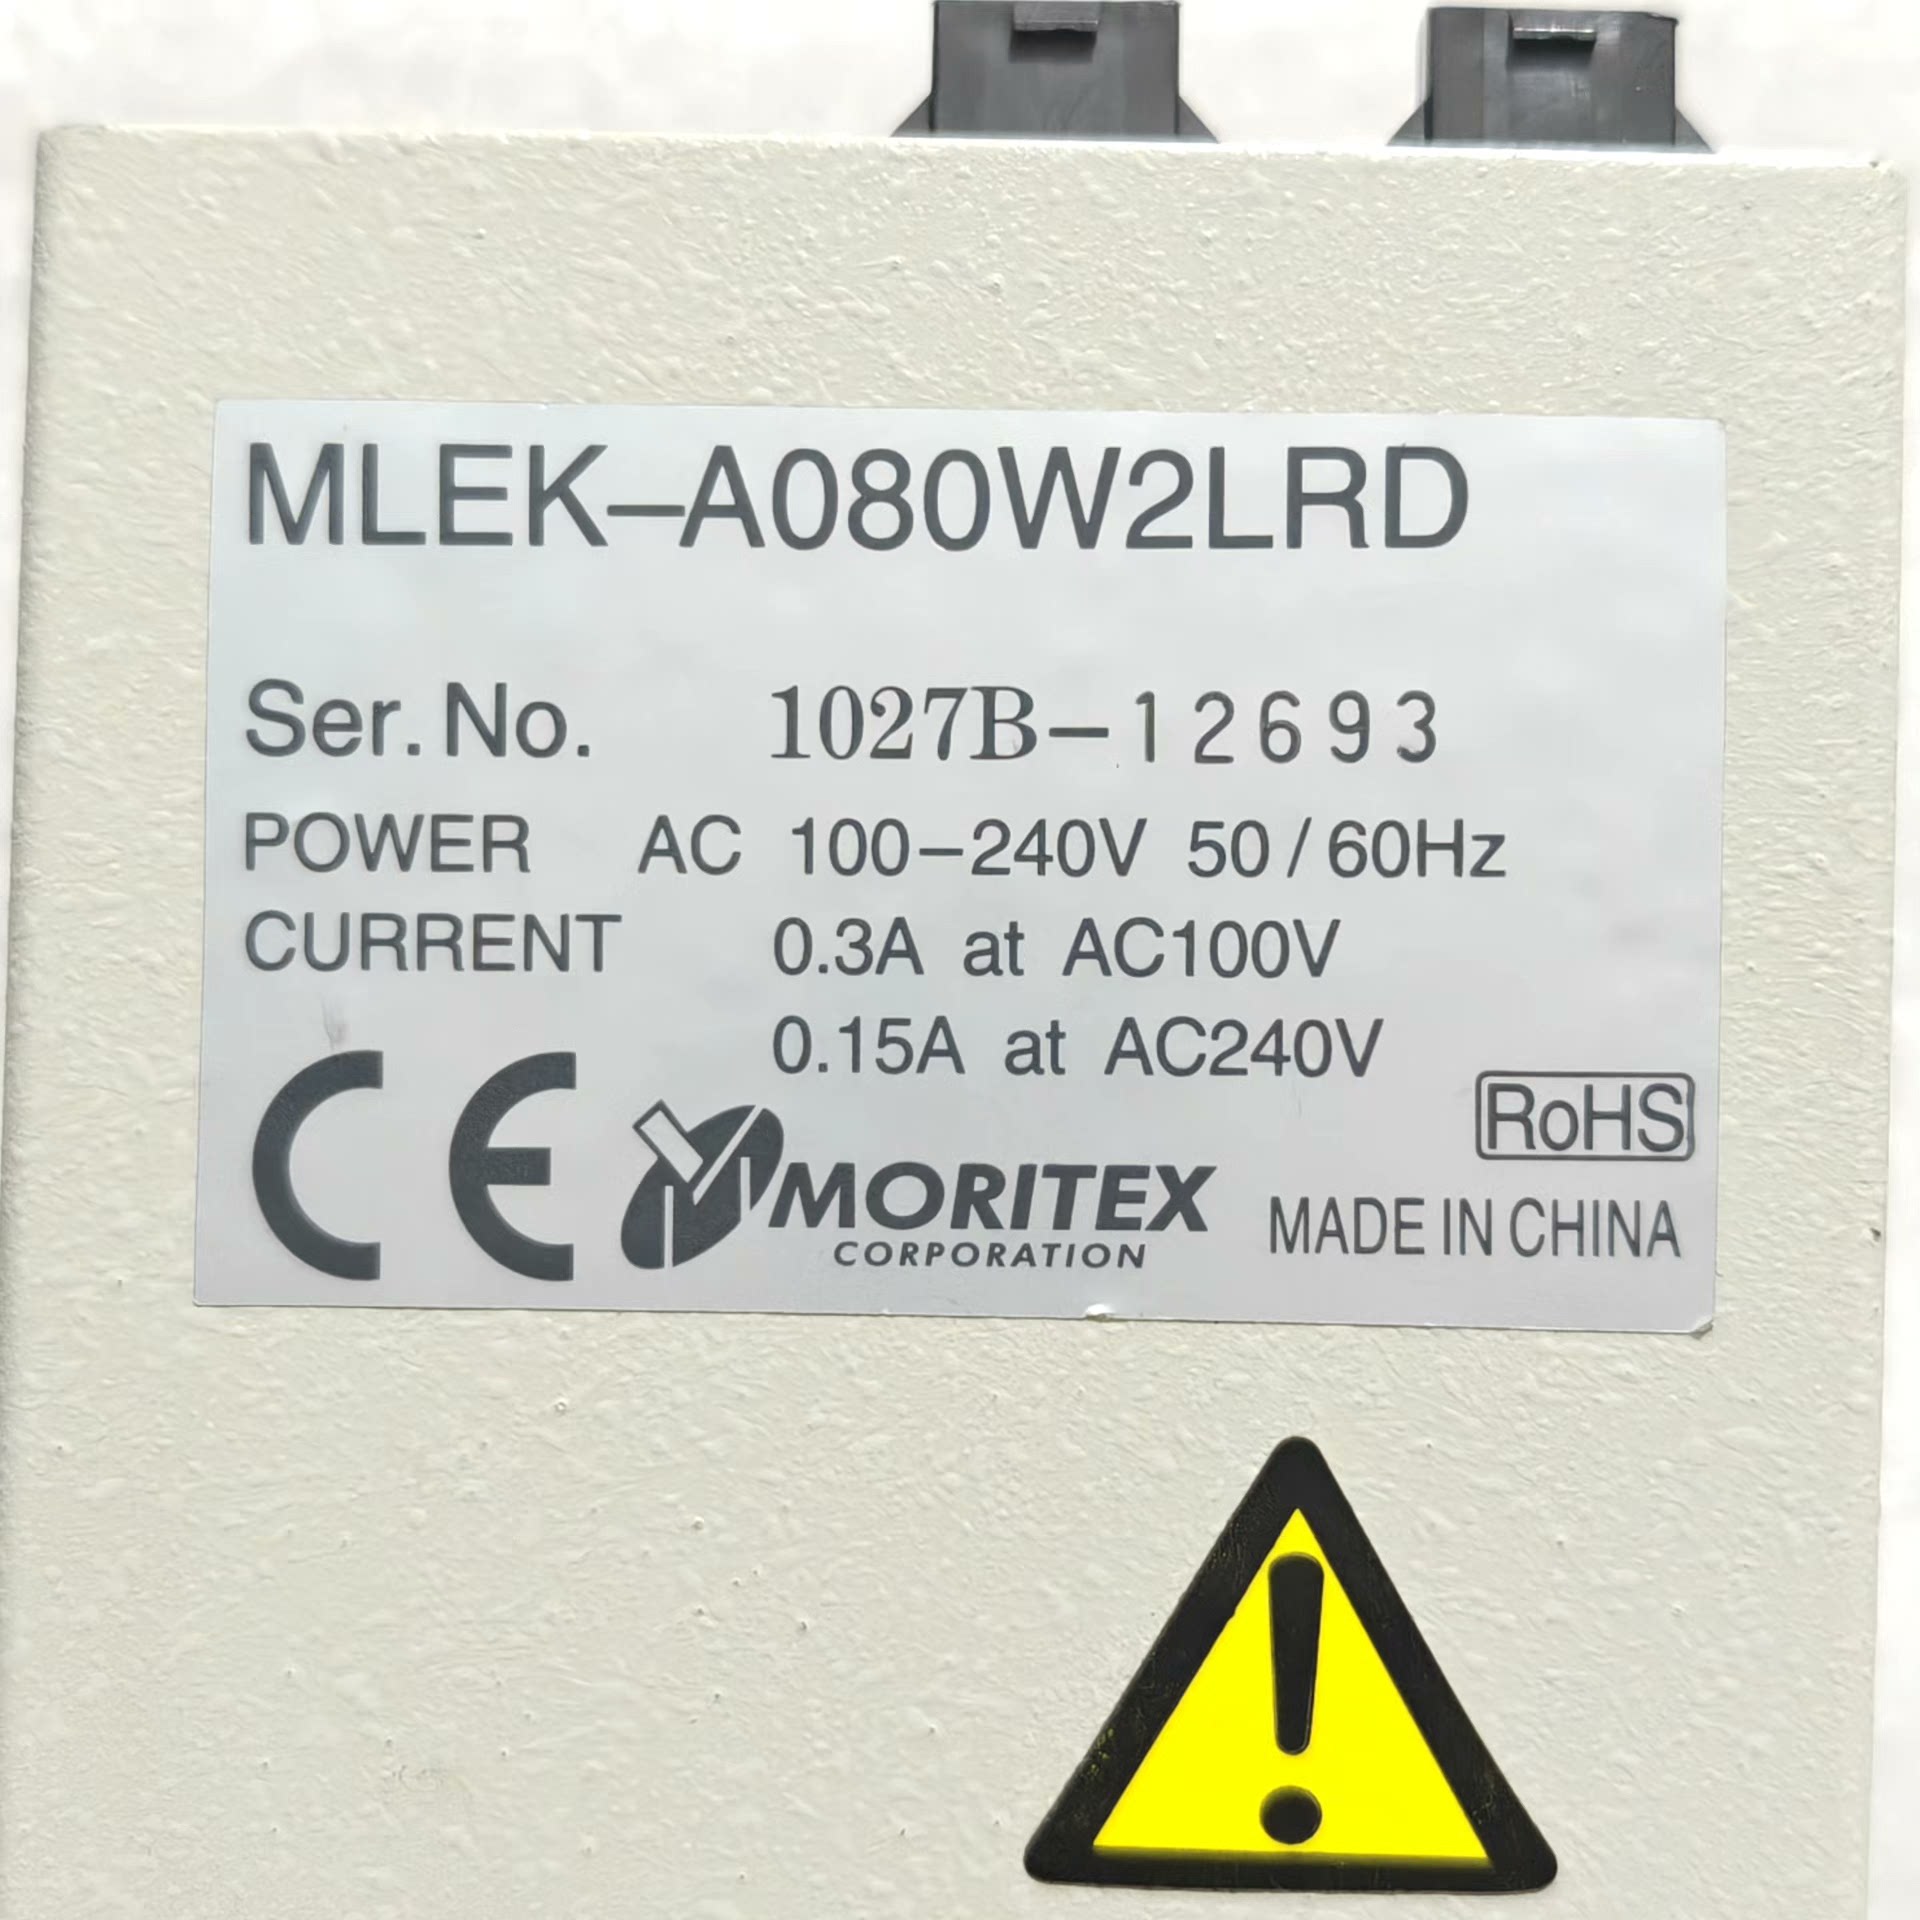 MLEK-A080W2LRD
Ser. No. 1027B-12693
POWER AC 100-240V 50/60Hz
CURRENT 0.3A at AC100V
0.15A at AC240V
RoHS
CE MORITEX
CORPORATION
MADE IN CHINA